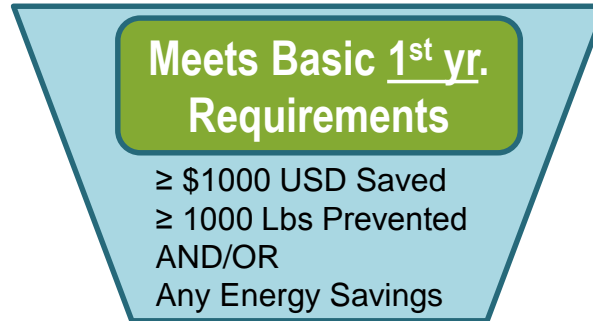 Meets Basic 1st yr.
Requirements
≥ $1000 USD Saved
≥ 1000 Lbs Prevented
AND/OR
Any Energy Savings